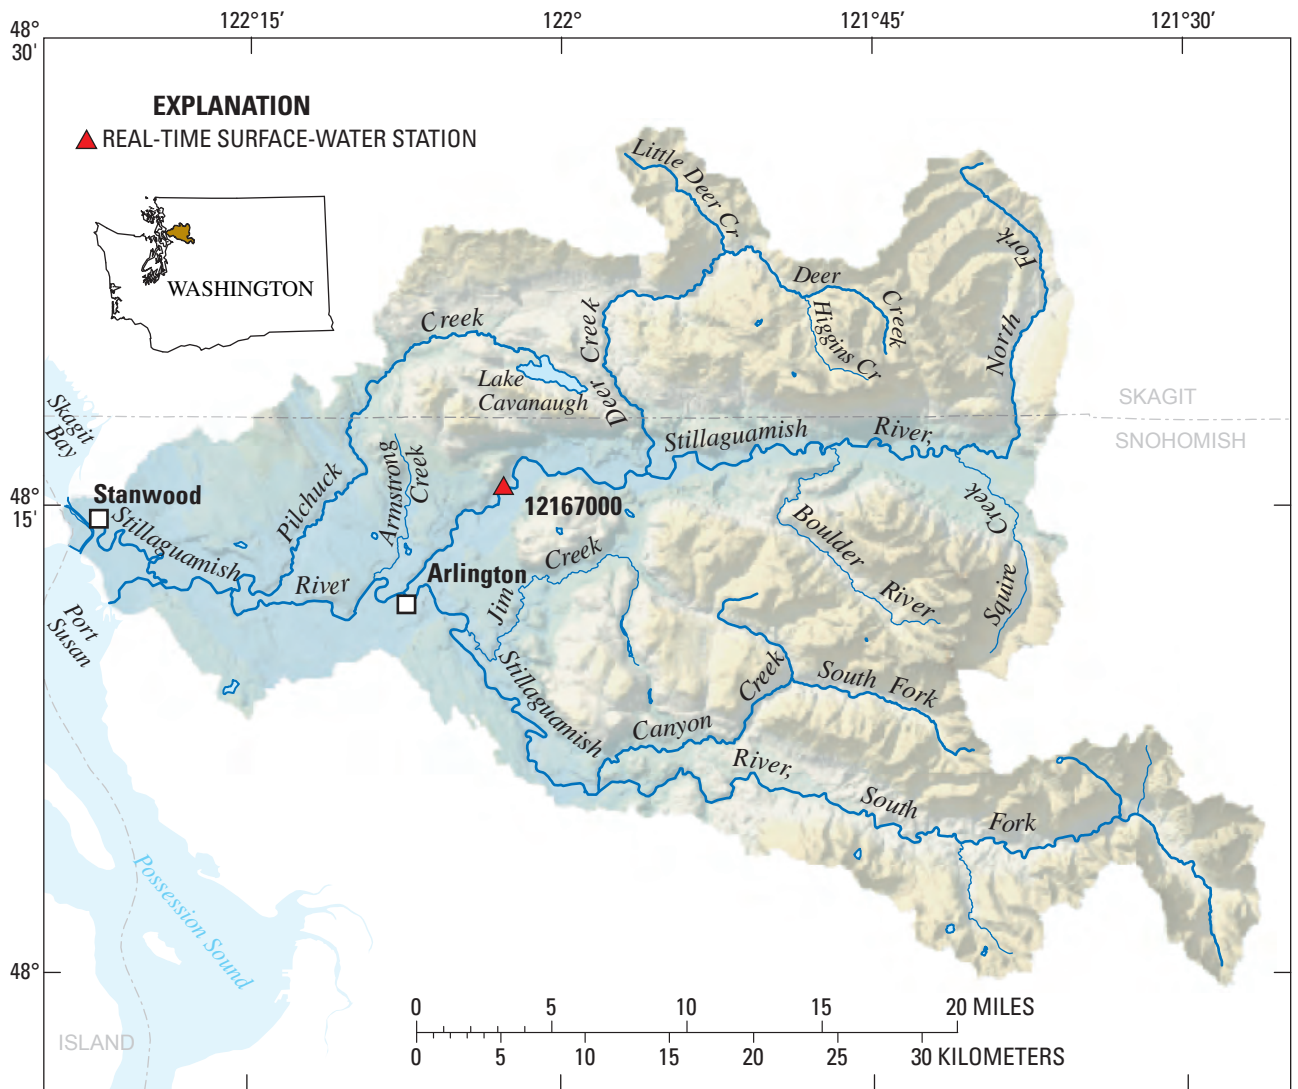 122°15′ 122° 121°45′ 121°30′
48°
30′
EXPLANATION
REAL-TIME SURFACE-WATER STATION
WASHINGTON
Little Deer Cr
Fork
North
Deer
Creek
Higgins Cr
Creek
Deer Creek
Lake
Cavanaugh
SKAGIT
SNOHOMISH
Skagit
Bay
Stillaguamish River,
Pilchuck
Armstrong
Creek
48°
15′
Stanwood
12167000
Stillaguamish River
Arlington
Jim Creek
Boulder River
Squire Creek
Port
Susan
Stillaguamish
Canyon Creek
South Fork
River,
South Fork
Possession Sound
48°
ISLAND
0 5 10 15 20 MILES
0 5 10 15 20 25 30 KILOMETERS